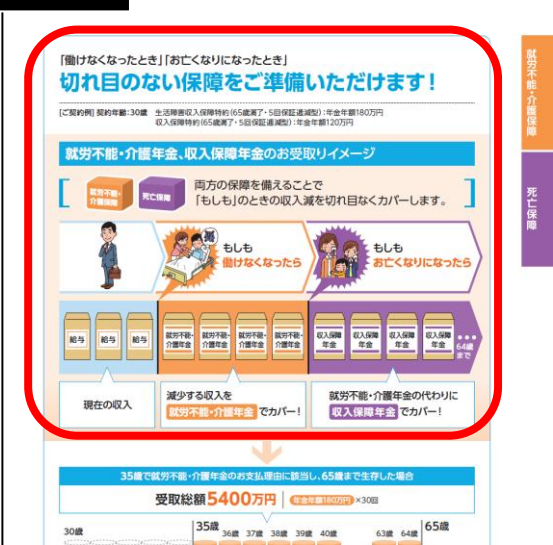 「働けなくなったとき」「お亡くなりになったとき」
切れ目のない保障をご準備いただけます！
[ご契約例] 契約年齢:30歳 生活障害収入保障特約(65歳満了・5回保証逓減型):年金年額180万円
収入保障特約(65歳満了・5回保証逓減型):年金年額120万円
就労不能・介護年金、収入保障年金のお受取りイメージ
就労不能・
介護保障
死亡保障
両方の保障を備えることで
「もしも」のときの収入減を切れ目なくカバーします。
もしも
働けなくなったら
もしも
お亡くなりになったら
給与 給与 給与
就労不能・介護年金 就労不能・介護年金 就労不能・介護年金 就労不能・介護年金
収入保障年金 収入保障年金 収入保障年金 収入保障年金
64歳
まで
現在の収入
減少する収入を
就労不能・介護年金 でカバー！
就労不能・介護年金の代わりに
収入保障年金 でカバー！
35歳で就労不能・介護年金のお支払理由に該当し、65歳まで生存した場合
受取総額5400万円 年金年額180万円×30回
30歳 35歳 36歳 37歳 38歳 39歳 40歳 63歳 64歳 65歳
就労不能・介護保障
死亡保障